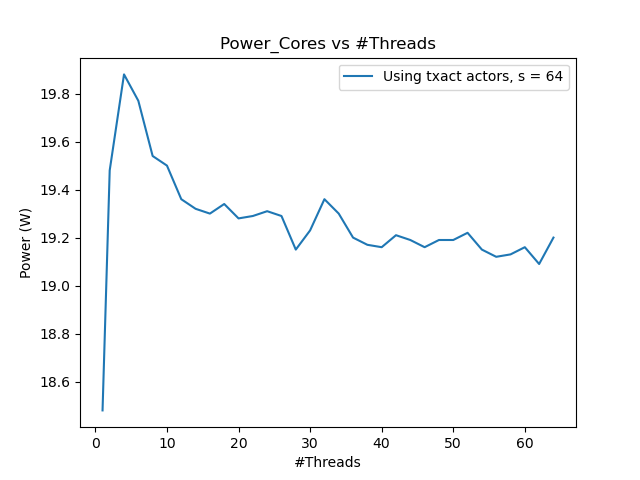 Power_Cores vs #Threads
Using txact actors, s = 64
Power (W)
19.8
19.6
19.4
19.2
19.0
18.8
18.6
0 10 20 30 40 50 60
#Threads